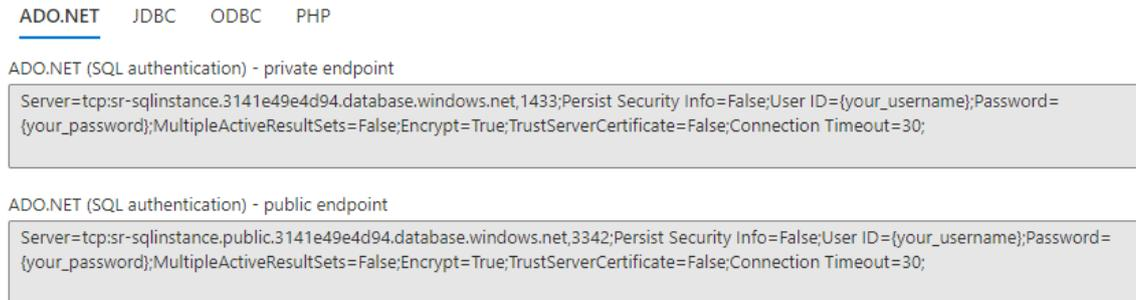 ADO.NET JDBC ODBC PHP
ADO.NET (SQL authentication) - private endpoint
Server=tcp:sr-sqlinstance.3141e49e4d94.database.windows.net,1433;Persist Security Info=False;User ID={your_username};Password=
{your_password};MultipleActiveResultSets=False;Encrypt=True;TrustServerCertificate=False;Connection Timeout=30;
ADO.NET (SQL authentication) - public endpoint
Server=tcp:sr-sqlinstance.public.3141e49e4d94.database.windows.net,3342;Persist Security Info=False;User ID={your_username};Password=
{your_password};MultipleActiveResultSets=False;Encrypt=True;TrustServerCertificate=False;Connection Timeout=30;